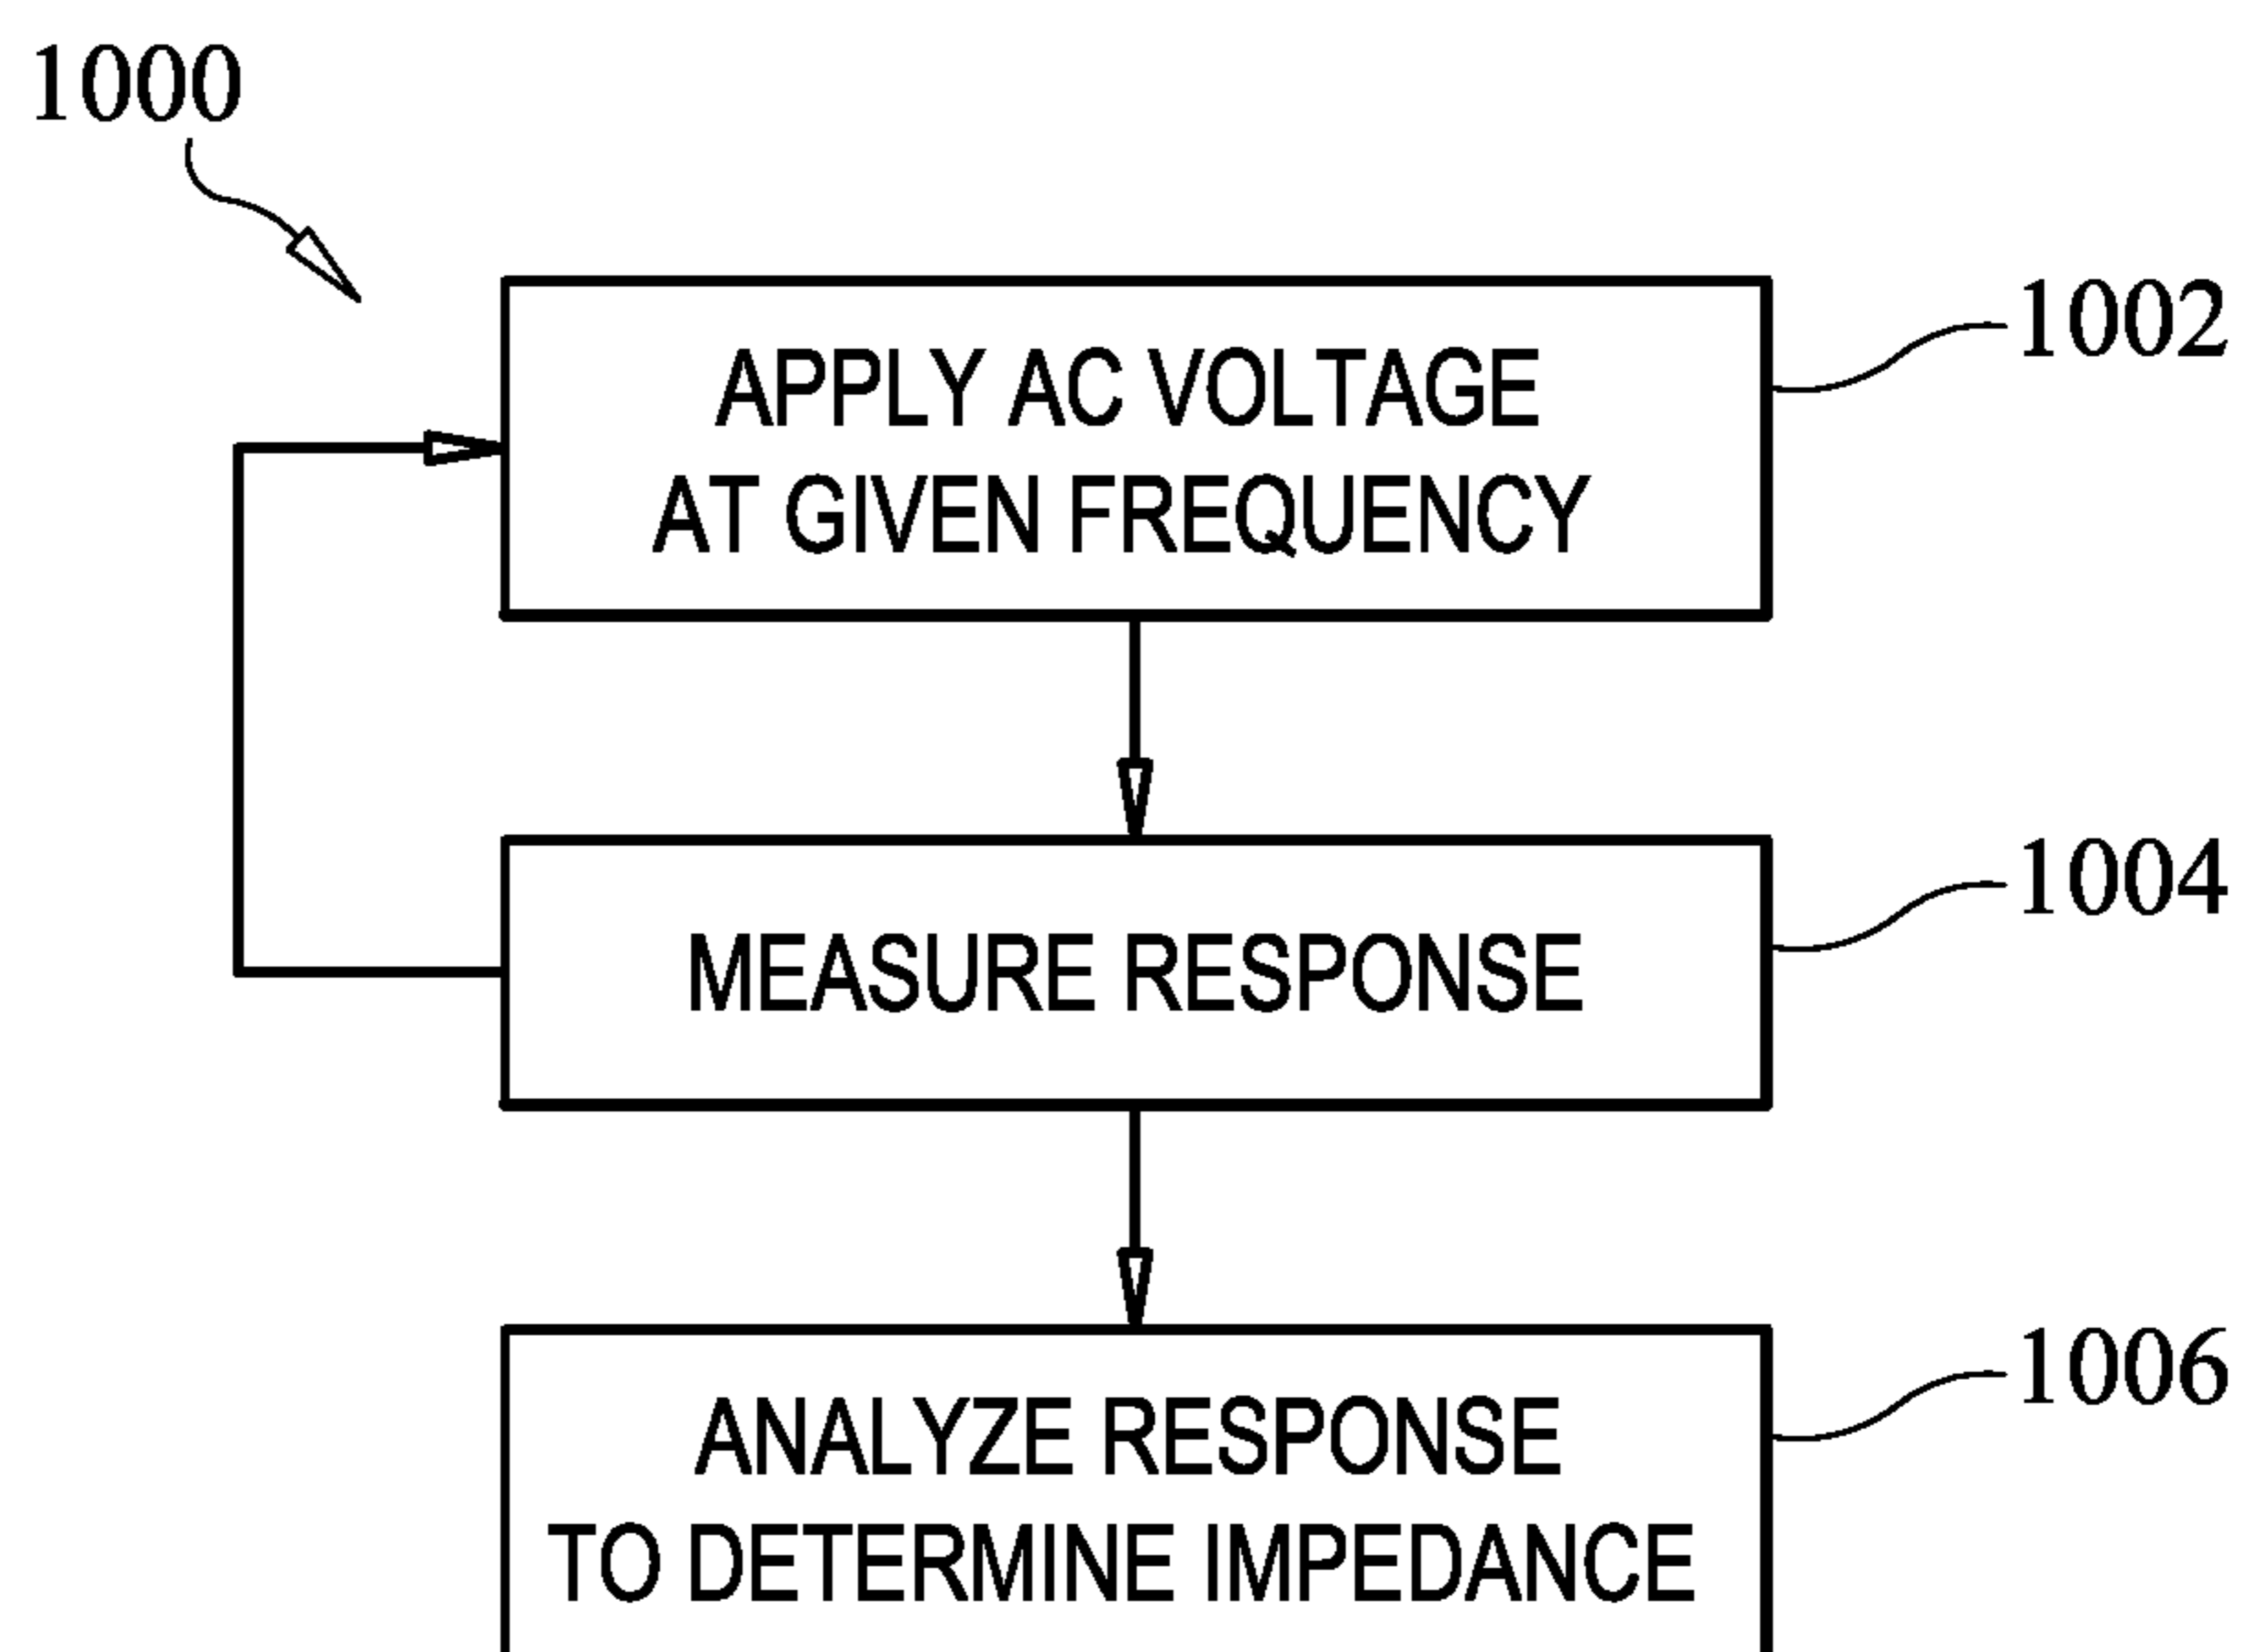 1000
1002
APPLY AC VOLTAGE
AT GIVEN FREQUENCY
1004
MEASURE RESPONSE
1006
ANALYZE RESPONSE
TO DETERMINE IMPEDANCE